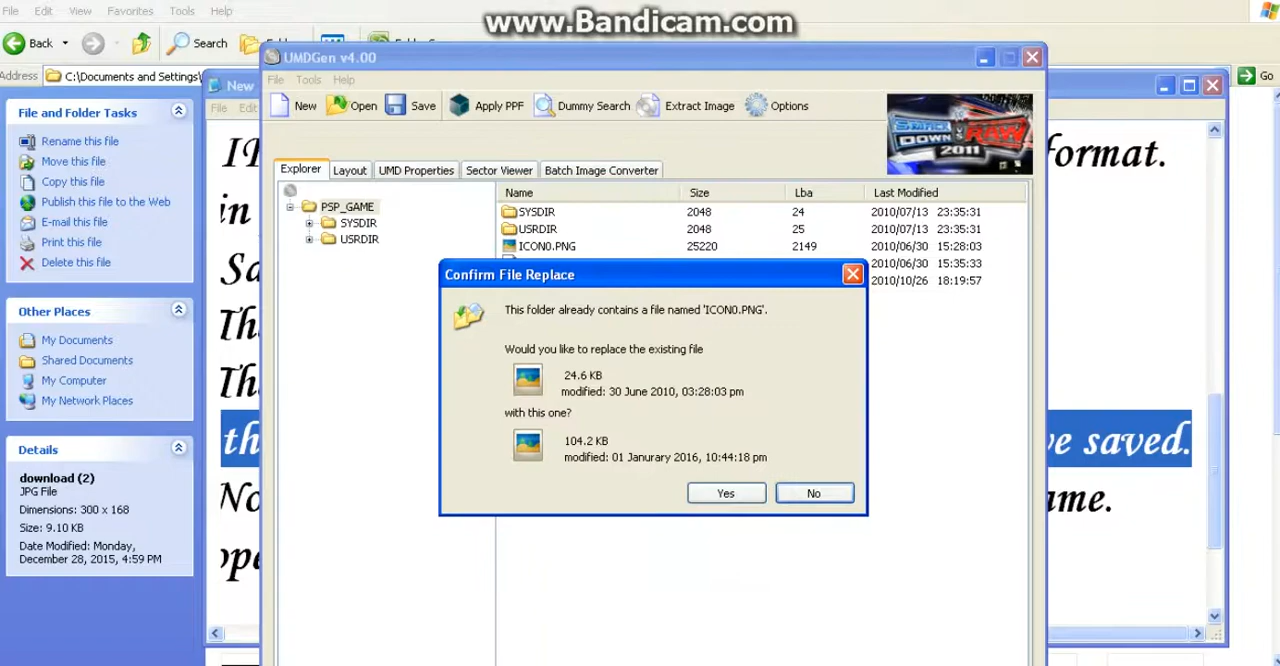 www.Bandicam.com
File Edit View Favorites Tools Help
Back Search
Address C:\Documents and Settings\ Go
File and Folder Tasks
Rename this file
Move this file
Copy this file
Publish this file to the Web
E-mail this file
Print this file
Delete this file
Other Places
My Documents
Shared Documents
My Computer
My Network Places
Details
download (2)
JPG File
Dimensions: 300 x 168
Size: 9.10 KB
Date Modified: Monday,
December 28, 2015, 4:59 PM
New
File Edit
format.
in
ve saved.
UMDGen v4.00
File Tools Help
New Open Save Apply PPF Dummy Search Extract Image Options
SMACK DOWN VS RAW 2011
Explorer Layout UMD Properties Sector Viewer Batch Image Converter
PSP_GAME
SYSDIR
USRDIR
Name Size Lba Last Modified
SYSDIR 2048 24 2010/07/13 23:35:31
USRDIR 2048 25 2010/07/13 23:35:31
ICON0.PNG 25220 2149 2010/06/30 15:28:03
2010/06/30 15:35:33
2010/10/26 18:19:57
Confirm File Replace
This folder already contains a file named 'ICON0.PNG'.
Would you like to replace the existing file
24.6 KB
modified: 30 June 2010, 03:28:03 pm
with this one?
104.2 KB
modified: 01 Janurary 2016, 10:44:18 pm
Yes No